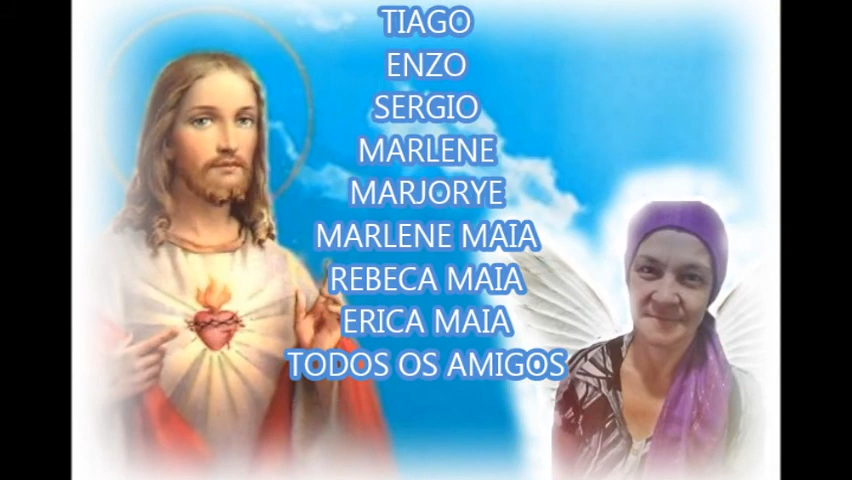 TIAGO
ENZO
SERGIO
MARLENE
MARJORYE
MARLENE MAIA
REBECA MAIA
ERICA MAIA
TODOS OS AMIGOS